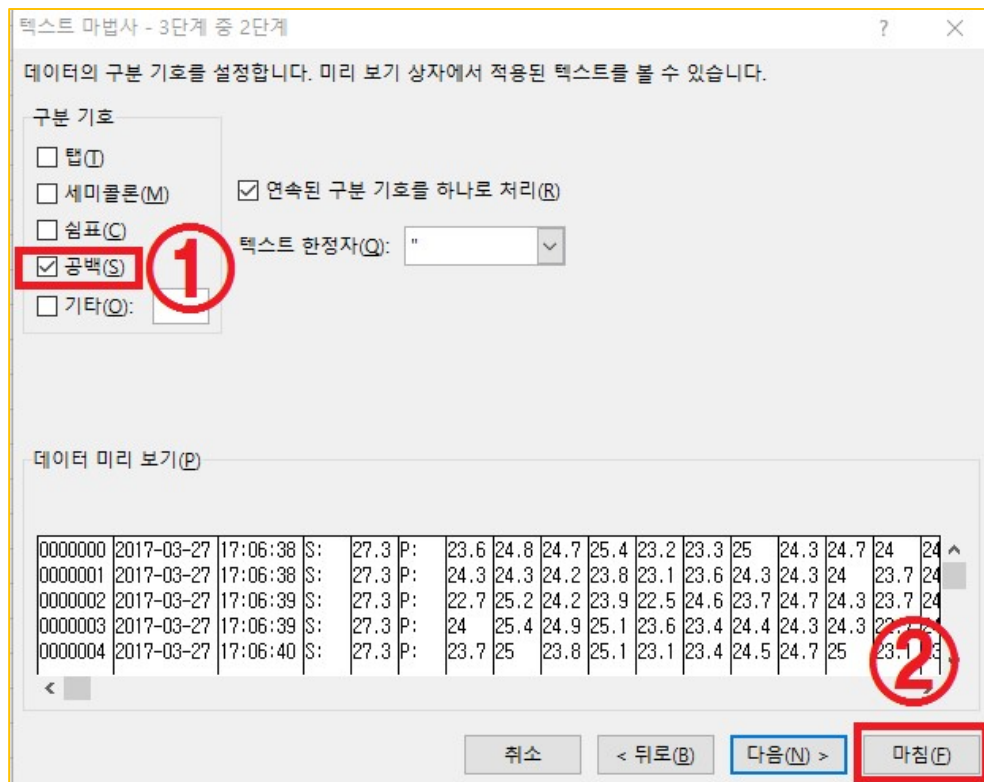 텍스트 마법사 - 3단계 중 2단계 ?
데이터의 구분 기호를 설정합니다. 미리 보기 상자에서 적용된 텍스트를 볼 수 있습니다.
구분 기호
탭(T)
세미콜론(M)
쉼표(C)
공백(S)
기타(O):
①
연속된 구분 기호를 하나로 처리(R)
텍스트 한정자(Q): "
데이터 미리 보기(P)
0000000 2017-03-27 17:06:38 S: 27.3 P: 23.6 24.8 24.7 25.4 23.2 23.3 25 24.3 24.7 24 24
0000001 2017-03-27 17:06:38 S: 27.3 P: 24.3 24.3 24.2 23.8 23.1 23.6 24.3 24.3 24 23.7 24
0000002 2017-03-27 17:06:39 S: 27.3 P: 22.7 25.2 24.2 23.9 22.5 24.6 23.7 24.7 24.3 23.7 24
0000003 2017-03-27 17:06:39 S: 27.3 P: 24 25.4 24.9 25.1 23.6 23.4 24.4 24.3 24.3
0000004 2017-03-27 17:06:40 S: 27.3 P: 23.7 25 23.8 25.1 23.1 23.4 24.5 24.7 25 23.1
②
취소 < 뒤로(B) 다음(N) > 마침(F)